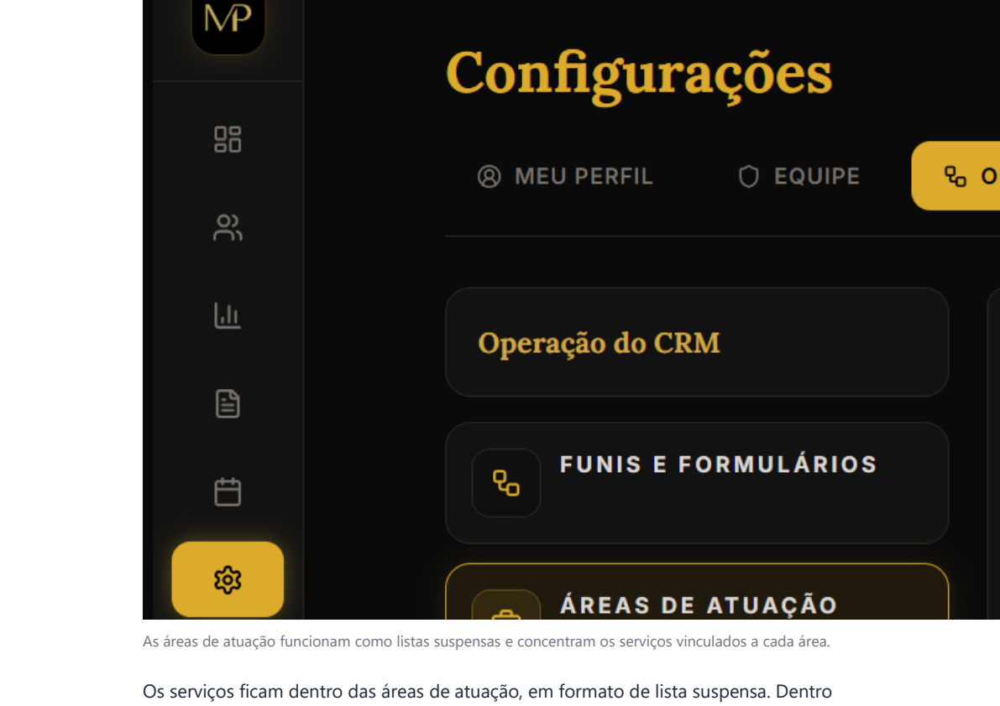 MP
Configurações
MEU PERFIL EQUIPE O
Operação do CRM
FUNIS E FORMULÁRIOS
ÁREAS DE ATUAÇÃO
As áreas de atuação funcionam como listas suspensas e concentram os serviços vinculados a cada área.
Os serviços ficam dentro das áreas de atuação, em formato de lista suspensa. Dentro